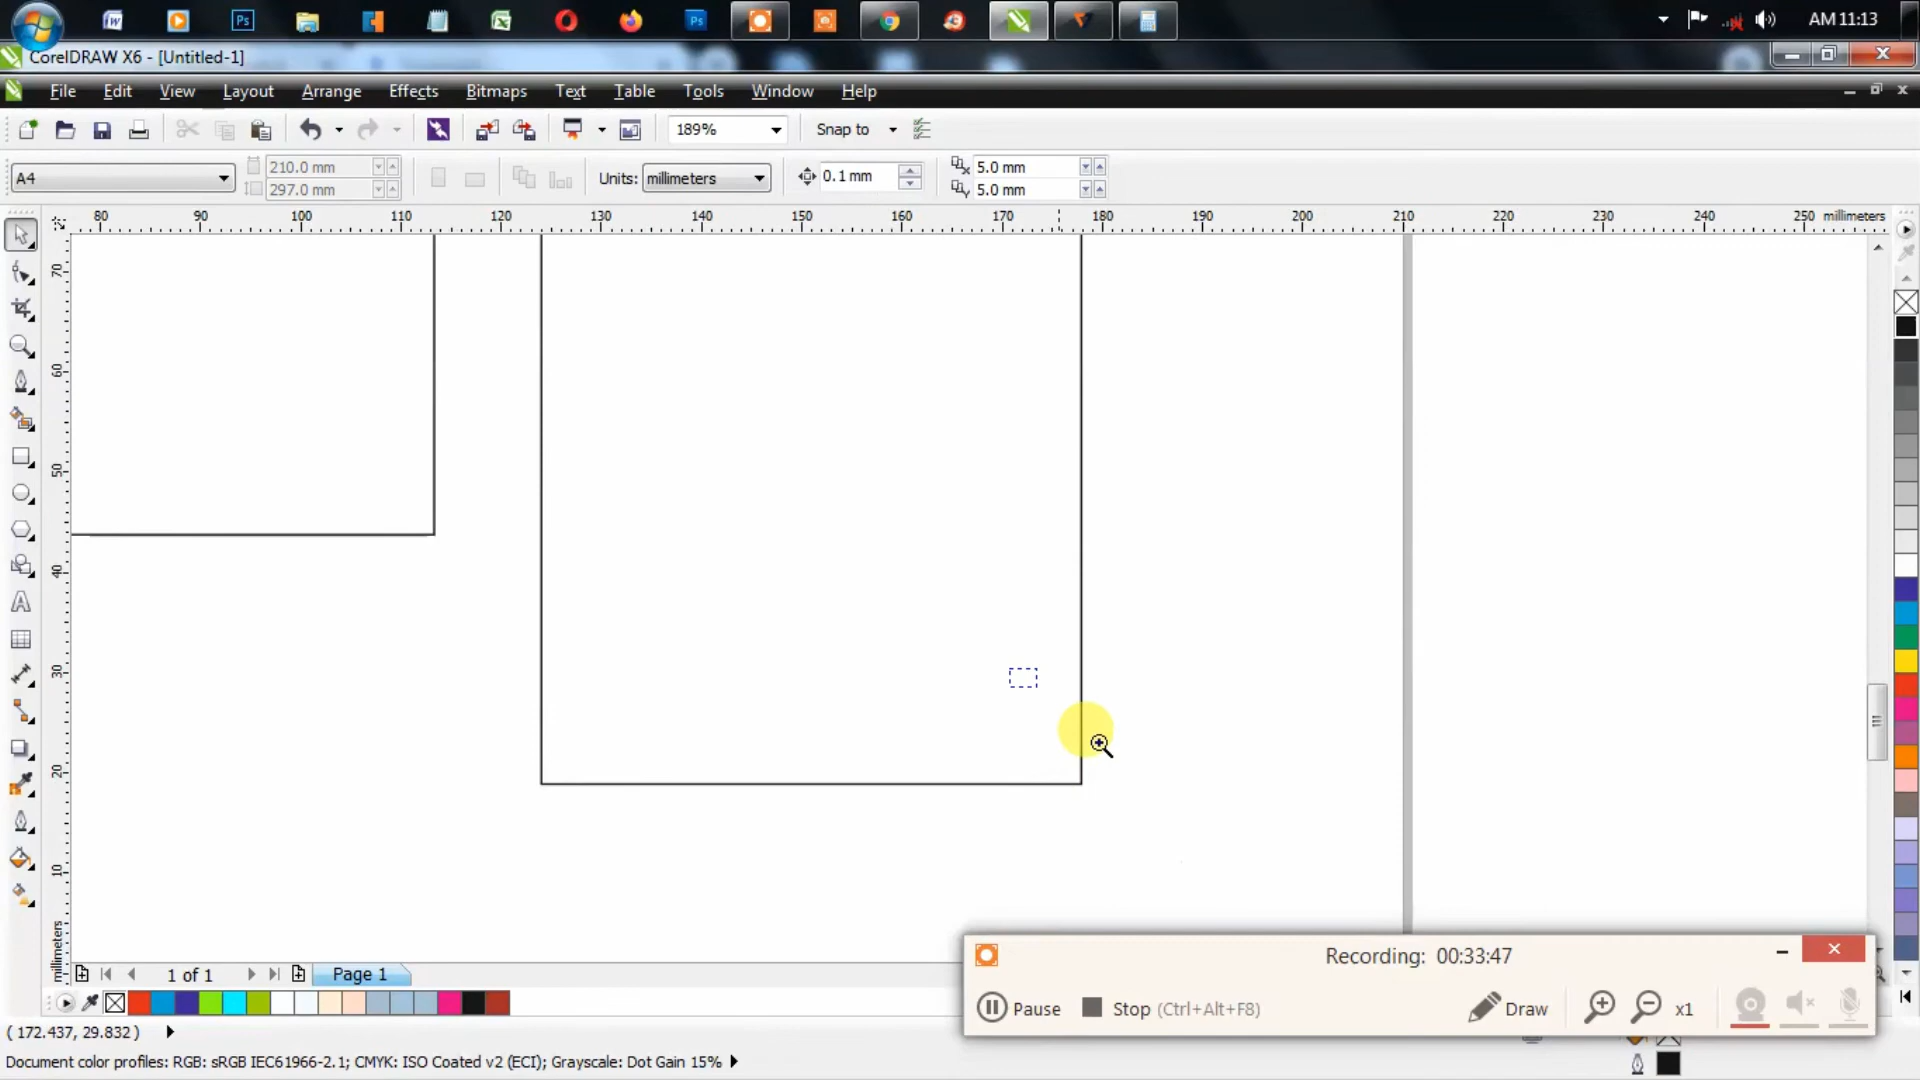 AM 11:13
CorelDRAW X6 - [Untitled-1]
File Edit View Layout Arrange Effects Bitmaps Text Table Tools Window Help
189% Snap to
A4 210.0 mm 297.0 mm Units: millimeters 0.1 mm 5.0 mm 5.0 mm
80 90 100 110 120 130 140 150 160 170 180 190 200 210 220 230 240 250 millimeters
70
60
50
40
30
20
10
millimeters
1 of 1 Page 1
Recording: 00:33:47
Pause Stop (Ctrl+Alt+F8) Draw x1
( 172.437, 29.832 )
Document color profiles: RGB: sRGB IEC61966-2.1; CMYK: ISO Coated v2 (ECI); Grayscale: Dot Gain 15%